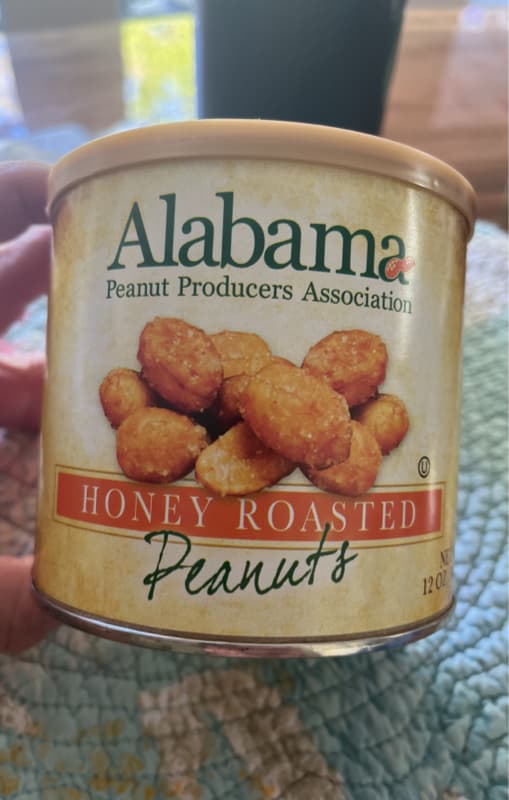 Alabama
Peanut Producers Association
U
HONEY ROASTED
Peanuts
12 OZ